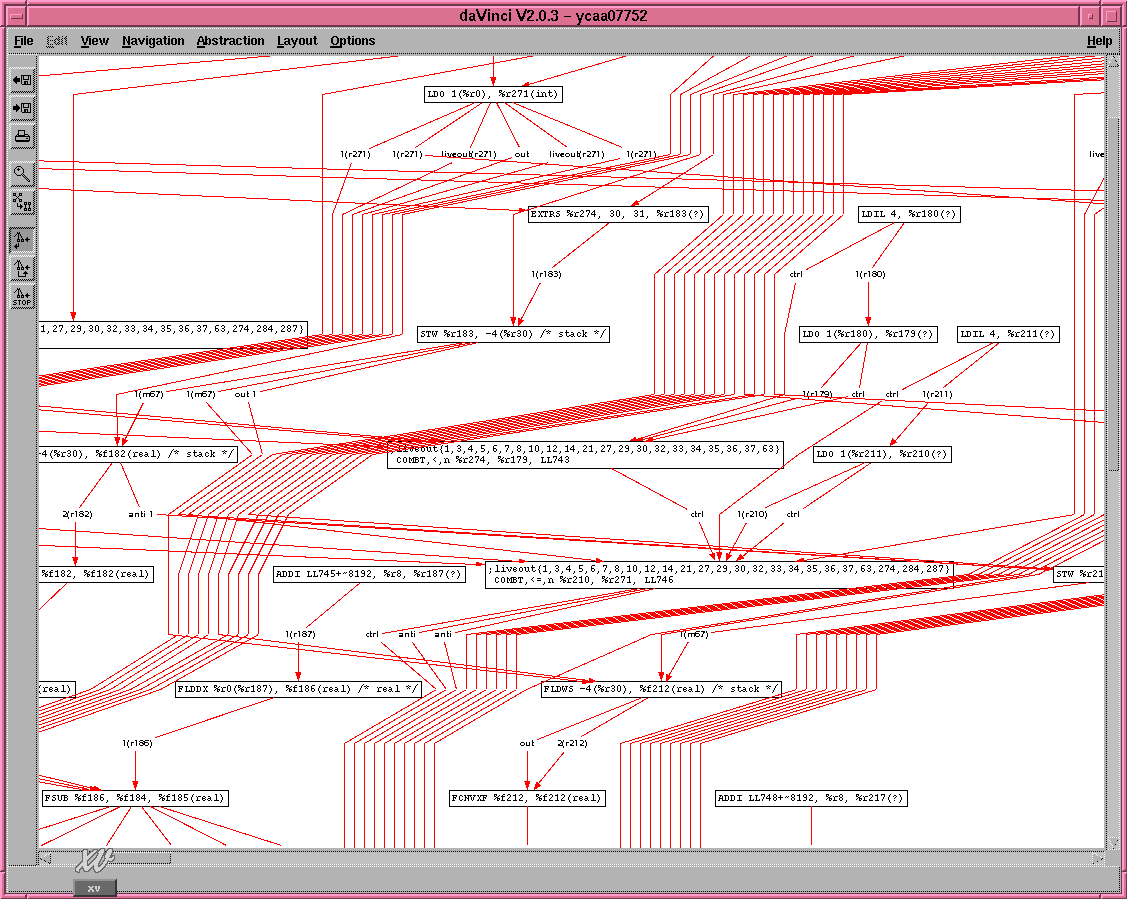 daVinci V2.0.3 – ycaa07752
File Edit View Navigation Abstraction Layout Options Help
LDO 1(%r0), %r271(int)
1(r271) 1(r271) liveout(r271) out liveout(r271) 1(r271) live
EXTRS %r274, 30, 31, %r183(?) LDIL 4, %r180(?)
1(r183) ctrl 1(r180)
1,27,29,30,32,33,34,35,36,37,63,274,284,287}
STW %r183, -4(%r30) /* stack */ LDO 1(%r180), %r179(?) LDIL 4, %r211(?)
1(m67) 1(m67) out 1 1(r179) ctrl ctrl 1(r211)
-4(%r30), %f182(real) /* stack */
;liveout{1,3,4,5,6,7,8,10,12,14,21,27,29,30,32,33,34,35,36,37,63}
COMBT,<,n %r274, %r179, LL743
LDO 1(%r211), %r210(?)
2(r182) anti 1 ctrl 1(r210) ctrl
%f182, %f182(real) ADDI LL745+~8192, %r8, %r187(?)
;liveout{1,3,4,5,6,7,8,10,12,14,21,27,29,30,32,33,34,35,36,37,63,274,284,287}
COMBT,<=,n %r210, %r271, LL746
STW %r21
1(r187) ctrl anti anti 1(m67)
(real) FLDDX %r0(%r187), %f186(real) /* real */ FLDWS -4(%r30), %f212(real) /* stack */
1(r186) out 2(r212)
FSUB %f186, %f184, %f185(real) FCNVXF %f212, %f212(real) ADDI LL748+~8192, %r8, %r217(?)
STOP
xv
xv